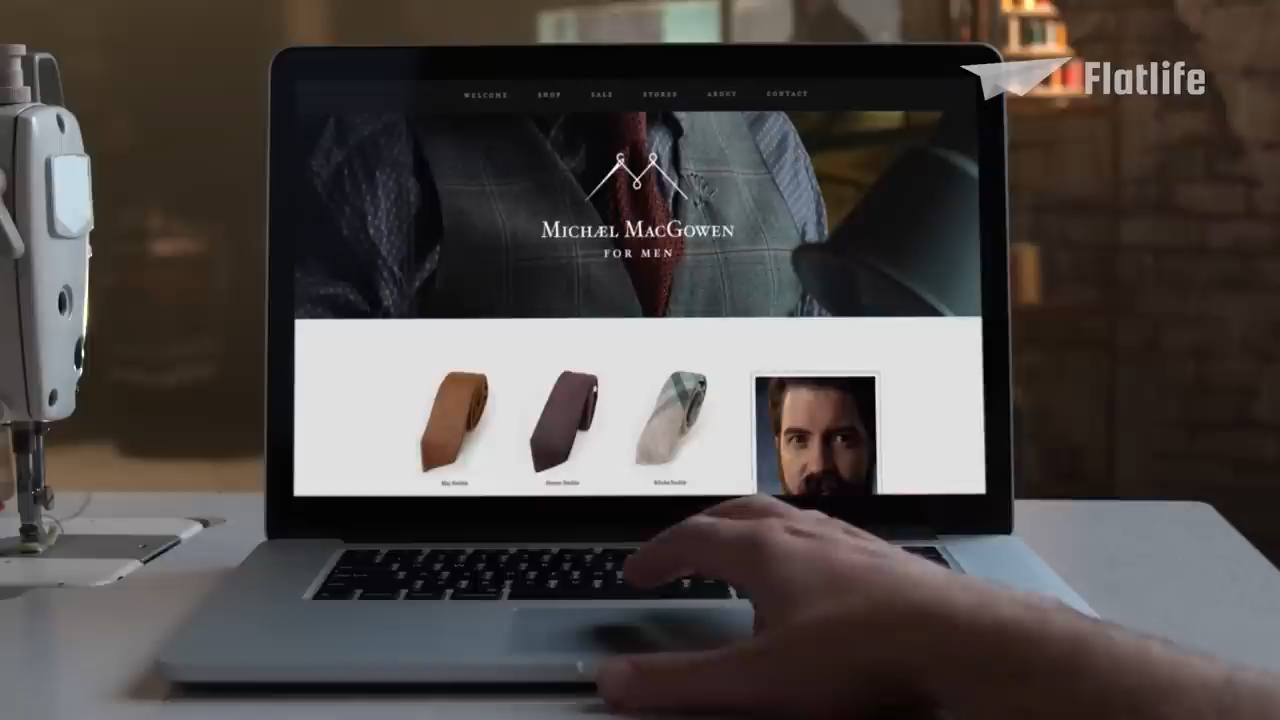 Flatlife
WELCOME SHOP SALE STORES ABOUT CONTACT
MICHÆL MACGOWEN
FOR MEN